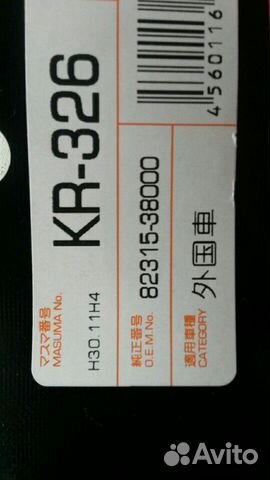 マスマ番号
MASUMA No.
KR-326
H30.11H4
4560116
純正番号
O.E.M.No.
82315-38000
適用車種
CATEGORY
外国車
Avito